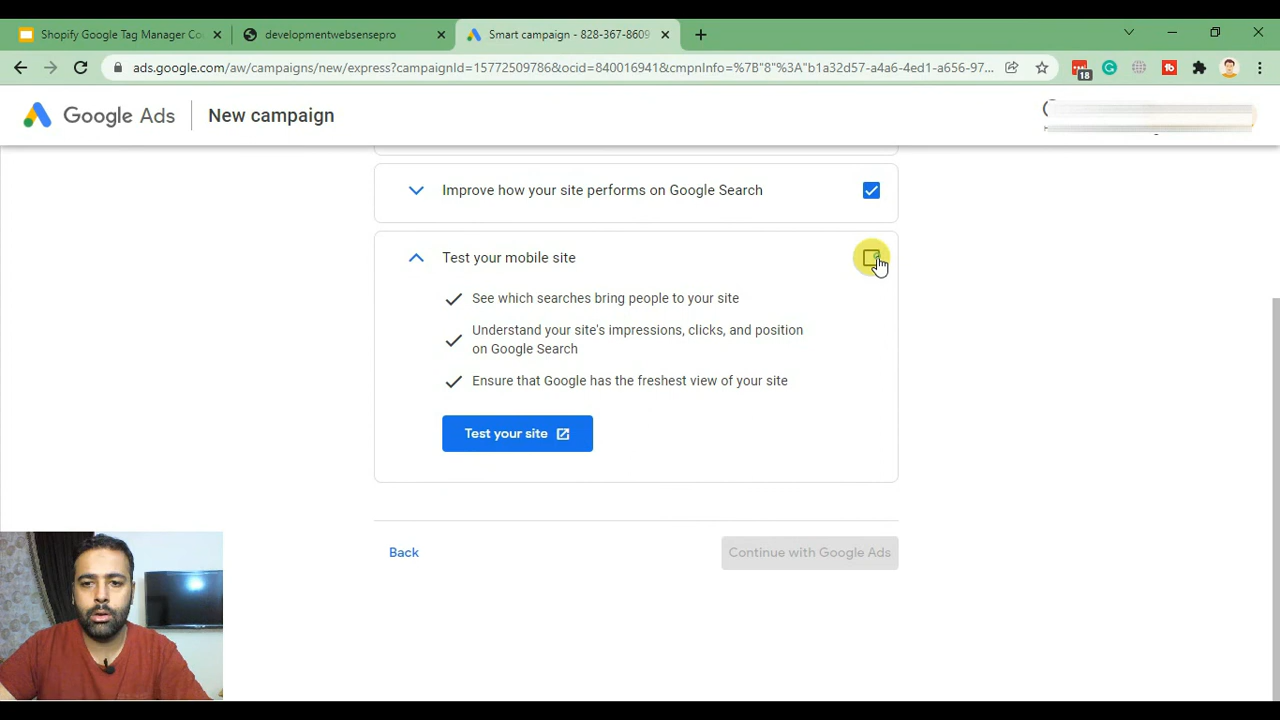 Shopify Google Tag Manager Co
developmentwebsensepro
Smart campaign - 828-367-8609
ads.google.com/aw/campaigns/new/express?campaignId=15772509786&ocid=840016941&cmpnInfo=%7B"8"%3A"b1a32d57-a4a6-4ed1-a656-97...
18
Google Ads
New campaign
Improve how your site performs on Google Search
Test your mobile site
See which searches bring people to your site
Understand your site's impressions, clicks, and position
on Google Search
Ensure that Google has the freshest view of your site
Test your site
Back
Continue with Google Ads